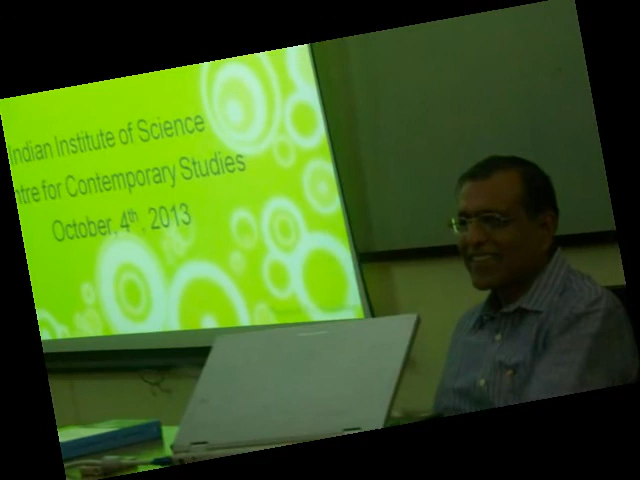 ndian Institute of Science
ntre for Contemporary Studies
October, 4th, 2013